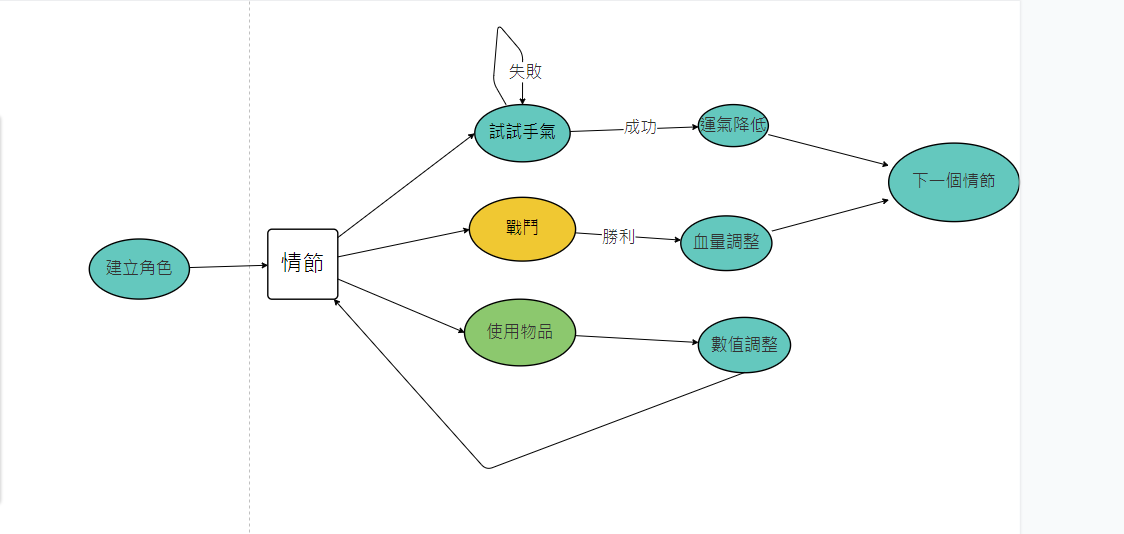 失敗
試試手氣
成功
運氣降低
下一個情節
戰鬥
勝利
血量調整
建立角色
情節
使用物品
數值調整